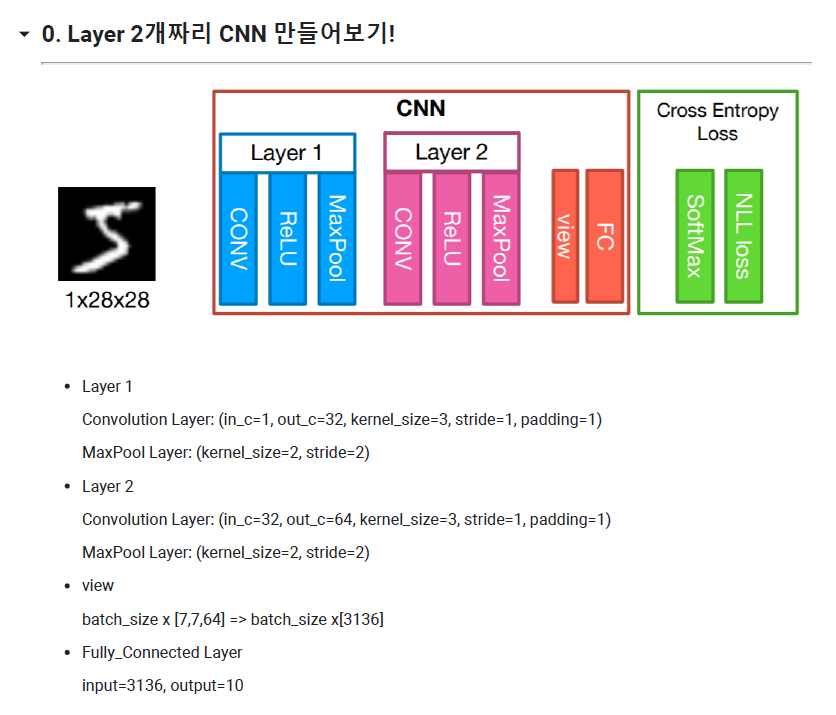 0. Layer 2개짜리 CNN 만들어보기!
CNN
Cross Entropy
Loss
Layer 1
Layer 2
CONV
ReLU
MaxPool
CONV
ReLU
MaxPool
view
FC
SoftMax
NLL loss
1x28x28
Layer 1
Convolution Layer: (in_c=1, out_c=32, kernel_size=3, stride=1, padding=1)
MaxPool Layer: (kernel_size=2, stride=2)
Layer 2
Convolution Layer: (in_c=32, out_c=64, kernel_size=3, stride=1, padding=1)
MaxPool Layer: (kernel_size=2, stride=2)
view
batch_size x [7,7,64] => batch_size x[3136]
Fully_Connected Layer
input=3136, output=10